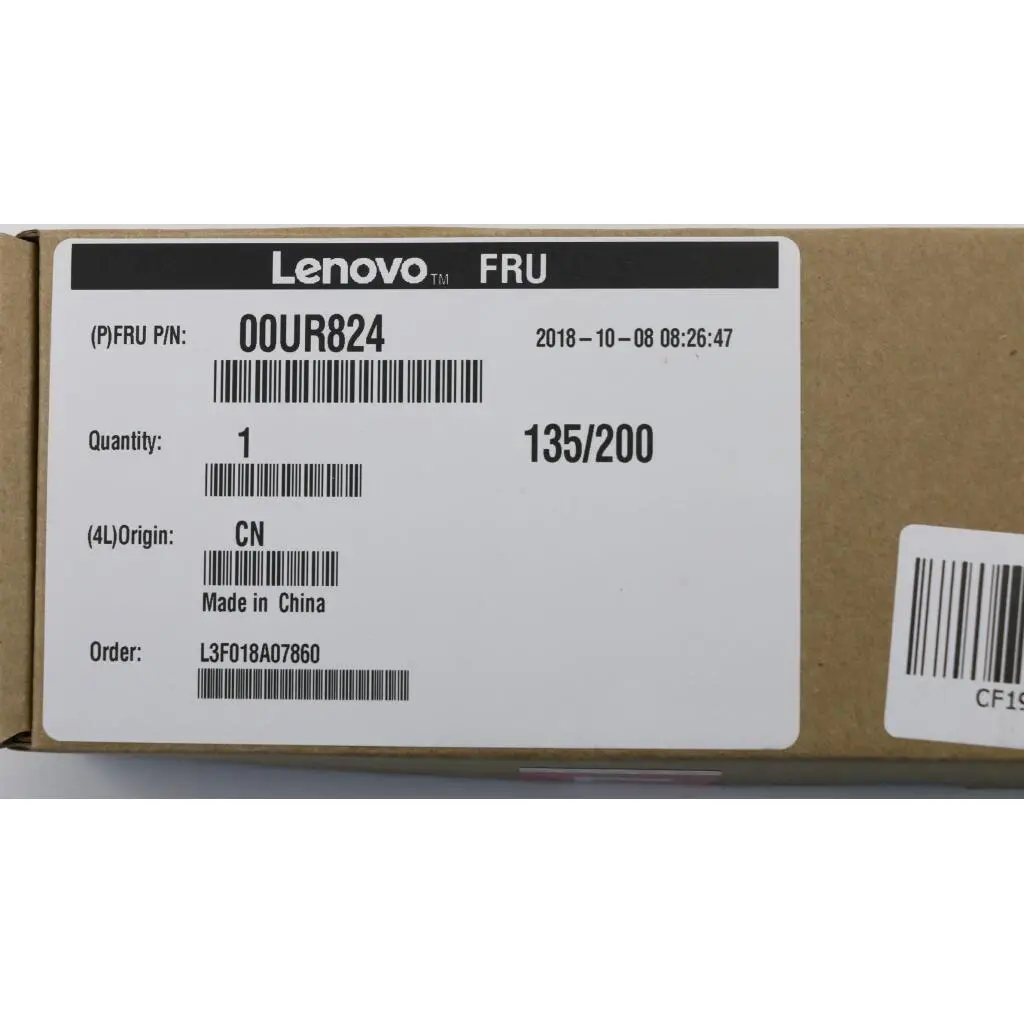 Lenovo™ FRU
(P)FRU P/N: 00UR824 2018-10-08 08:26:47
Quantity: 1 135/200
(4L)Origin: CN
Made in China
Order: L3F018A07860
CF19